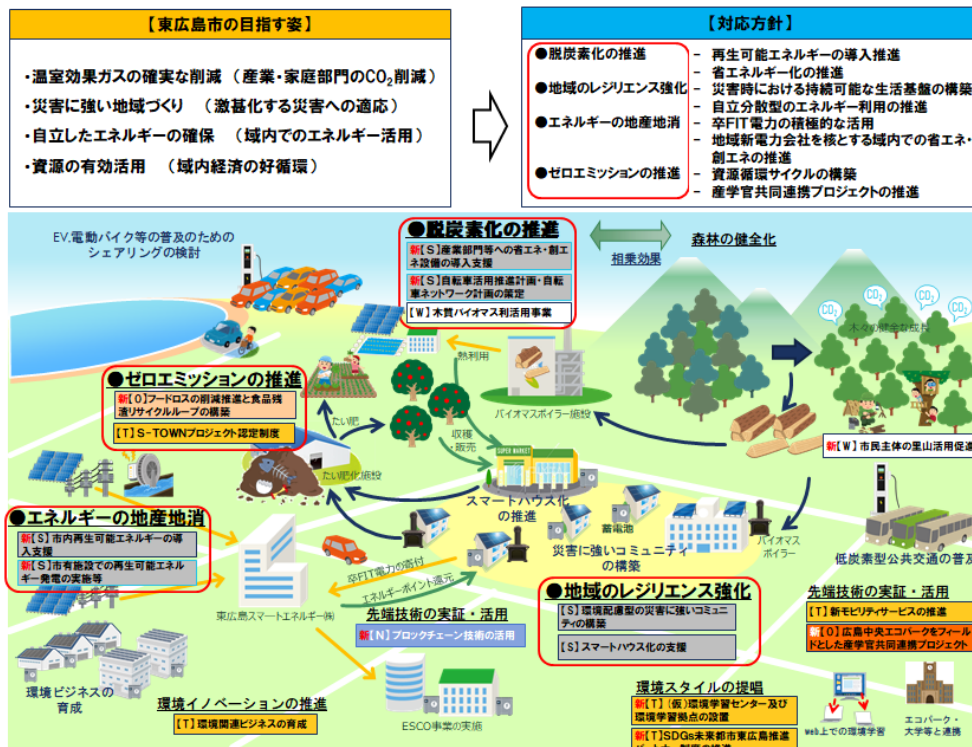 【東広島市の目指す姿】
・温室効果ガスの確実な削減（産業・家庭部門のCO₂削減）
・災害に強い地域づくり（激甚化する災害への適応）
・自立したエネルギーの確保（域内でのエネルギー活用）
・資源の有効活用（域内経済の好循環）
【対応方針】
●脱炭素化の推進 － 再生可能エネルギーの導入推進
－ 省エネルギー化の推進
●地域のレジリエンス強化 － 災害時における持続可能な生活基盤の構築
－ 自立分散型のエネルギー利用の推進
●エネルギーの地産地消 － 卒FIT電力の積極的な活用
－ 地域新電力会社を核とする域内での省エネ・
創エネの推進
●ゼロエミッションの推進 － 資源循環サイクルの構築
－ 産学官共同連携プロジェクトの推進
EV、電動バイク等の普及のための
シェアリングの検討
●脱炭素化の推進
新【S】産業部門等への省エネ・創エ
ネ設備の導入支援
新【S】自転車活用推進計画・自転
車ネットワーク計画の策定
【W】木質バイオマス利活用事業
相乗効果
森林の健全化
CO₂
CO₂
CO₂
CO₂
木々の健全な成長
熱利用
バイオマスボイラー施設
新【W】市民主体の里山活用促進
●ゼロエミッションの推進
新【O】フードロスの削減推進と食品残
渣リサイクルループの構築
【T】S-TOWNプロジェクト認定制度
たい肥
収穫
・販売
たい肥化施設
SUPER MARKET
スマートハウス化
の推進
蓄電池
災害に強いコミュニティ
の構築
バイオマス
ボイラー
低炭素型公共交通の普及
●エネルギーの地産地消
新【S】市内再生可能エネルギーの導
入支援
新【S】市有施設での再生可能エネル
ギー発電の実施等
東広島スマートエネルギー㈱
卒FIT電力の寄付
エネルギーポイント還元
先端技術の実証・活用
新【N】ブロックチェーン技術の活用
●地域のレジリエンス強化
【S】環境配慮型の災害に強いコミュニ
ティの構築
【S】スマートハウス化の支援
先端技術の実証・活用
【T】新モビリティサービスの推進
新【O】広島中央エコパークをフィール
ドとした産学官共同連携プロジェクト
環境ビジネスの
育成
環境イノベーションの推進
【T】環境関連ビジネスの育成
ESCO事業の実施
環境スタイルの提唱
新【T】（仮）環境学習センター及び
環境学習拠点の設置
新【T】SDGs未来都市東広島推進
web上での環境学習
エコパーク・
大学等と連携